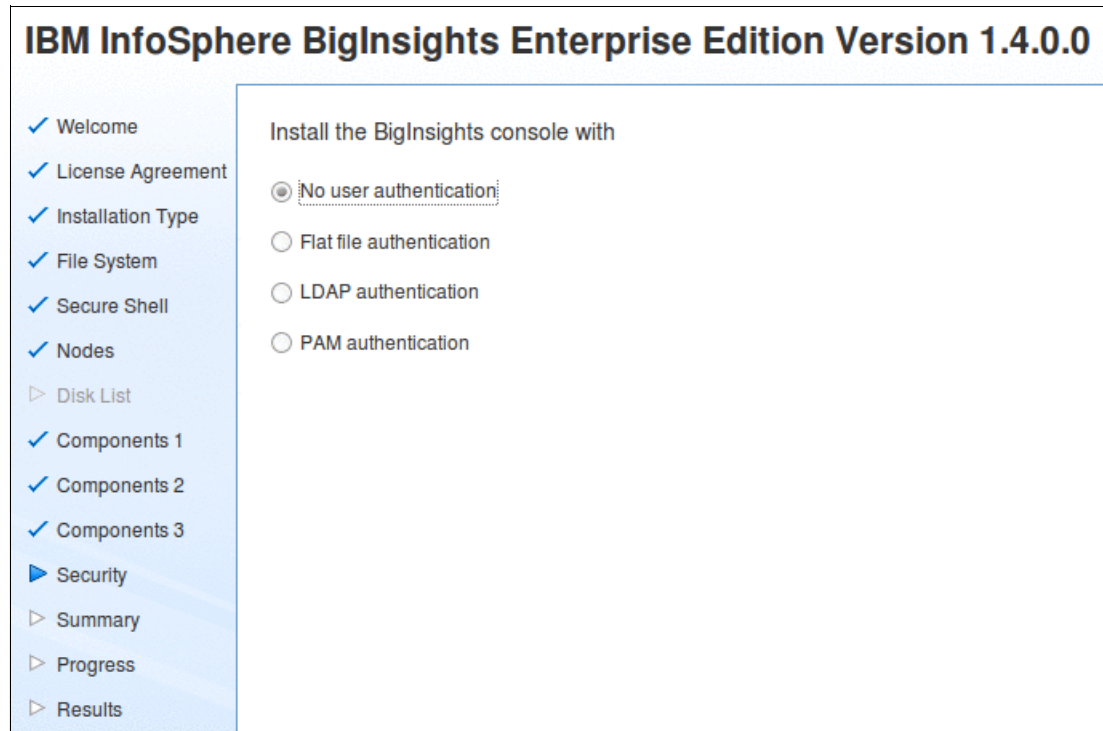 IBM InfoSphere BigInsights Enterprise Edition Version 1.4.0.0
Welcome
License Agreement
Installation Type
File System
Secure Shell
Nodes
Disk List
Components 1
Components 2
Components 3
Security
Summary
Progress
Results
Install the BigInsights console with
No user authentication
Flat file authentication
LDAP authentication
PAM authentication